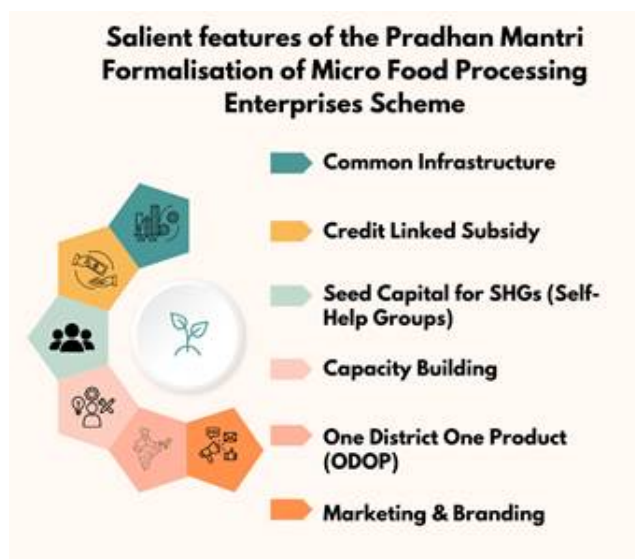 Salient features of the Pradhan Mantri
Formalisation of Micro Food Processing
Enterprises Scheme
Common Infrastructure
Credit Linked Subsidy
Seed Capital for SHGs (Self-
Help Groups)
Capacity Building
One District One Product
(ODOP)
Marketing & Branding